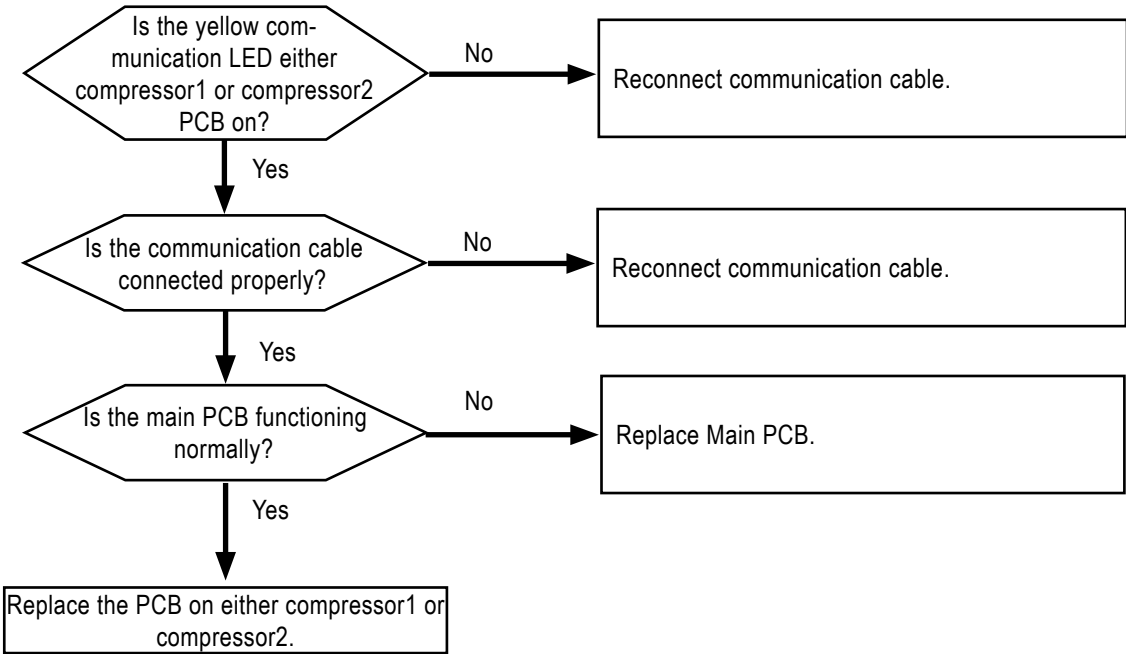 Is the yellow com-
munication LED either
compressor1 or compressor2
PCB on?
No
Reconnect communication cable.
Yes
Is the communication cable
connected properly?
No
Reconnect communication cable.
Yes
Is the main PCB functioning
normally?
No
Replace Main PCB.
Yes
Replace the PCB on either compressor1 or
compressor2.